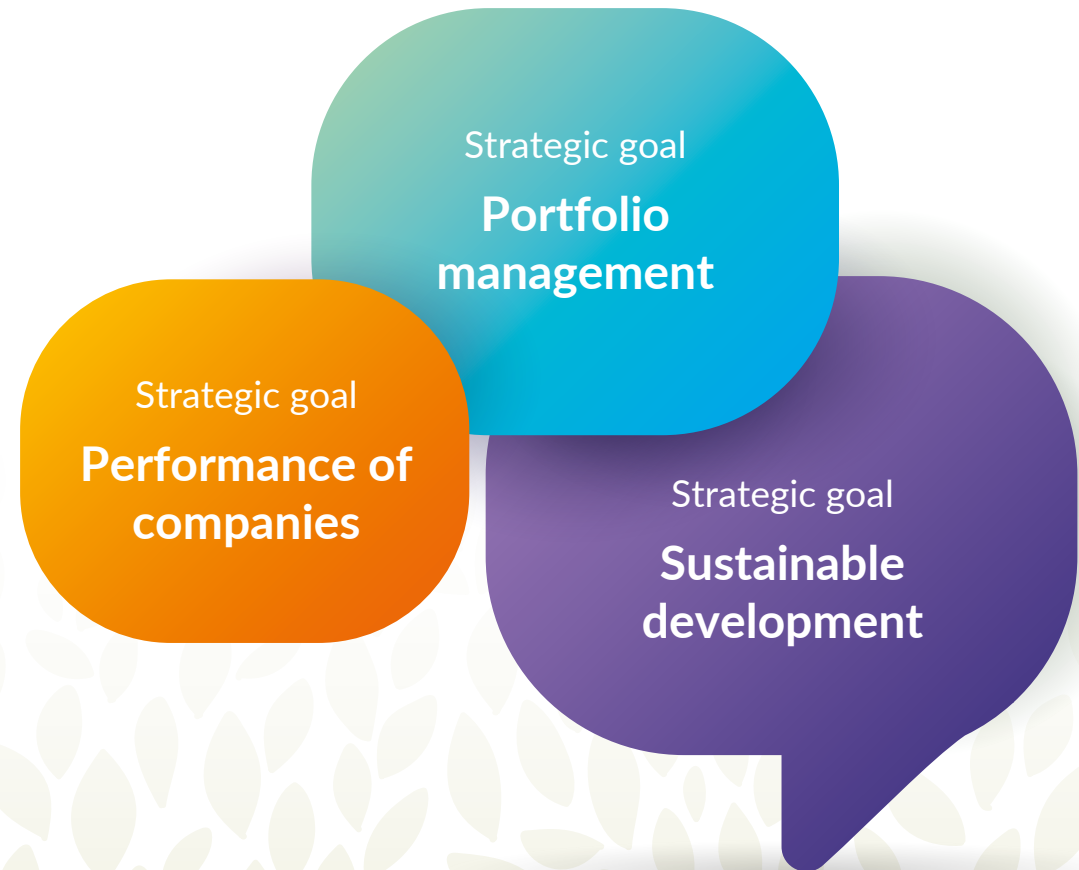 Strategic goal
Portfolio
management
Strategic goal
Performance of
companies
Strategic goal
Sustainable
development